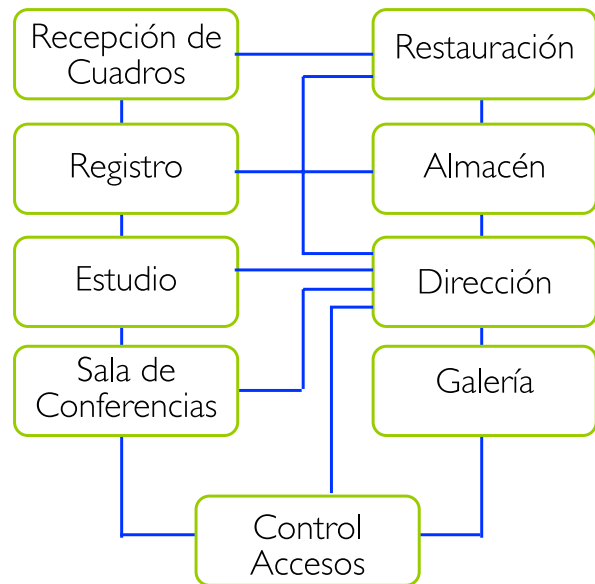 Recepción de
Cuadros
Restauración
Registro
Almacén
Estudio
Dirección
Sala de
Conferencias
Galería
Control
Accesos